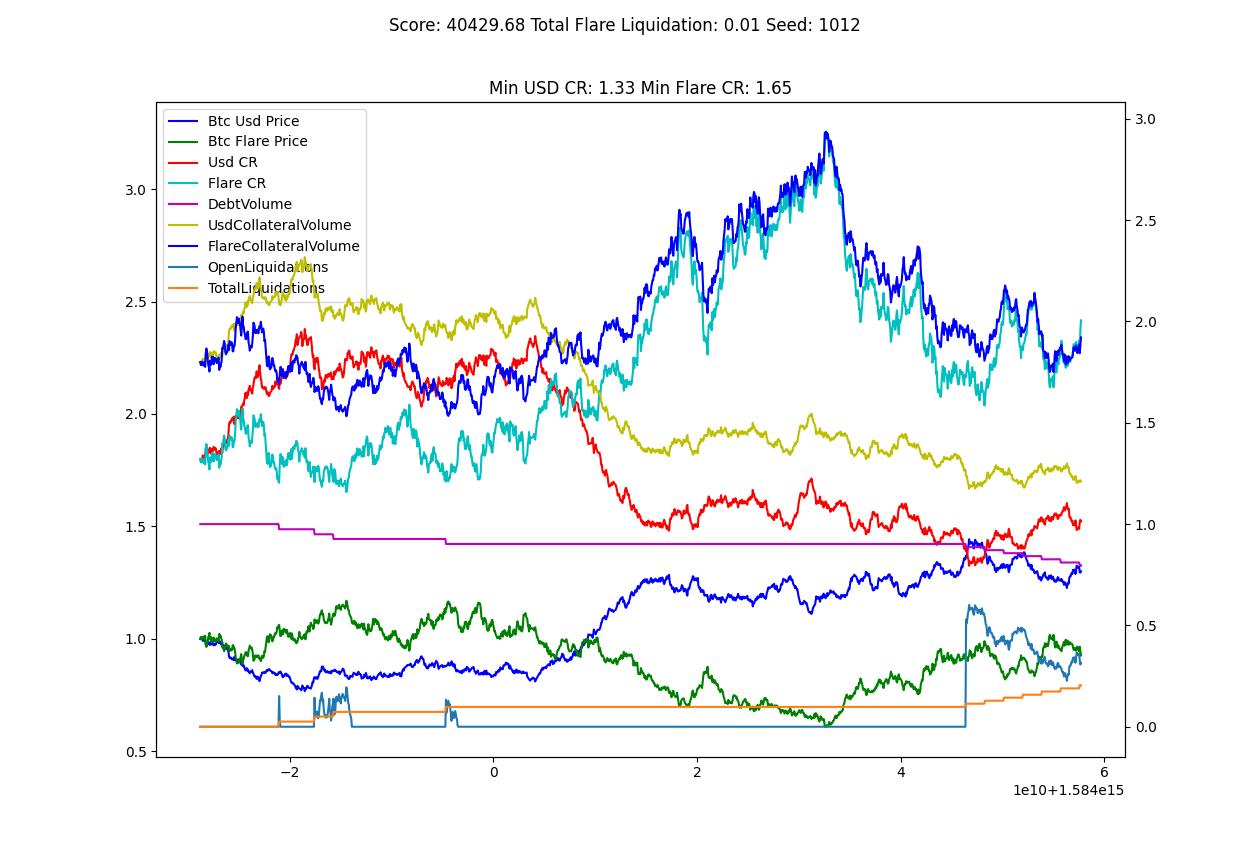 Score: 40429.68 Total Flare Liquidation: 0.01 Seed: 1012
Min USD CR: 1.33 Min Flare CR: 1.65
Btc Usd Price
Btc Flare Price
Usd CR
Flare CR
DebtVolume
UsdCollateralVolume
FlareCollateralVolume
OpenLiquidations
TotalLiquidations
3.0
2.5
2.0
1.5
1.0
0.5
3.0
2.5
2.0
1.5
1.0
0.5
0.0
−2
0
2
4
6
1e10+1.584e15